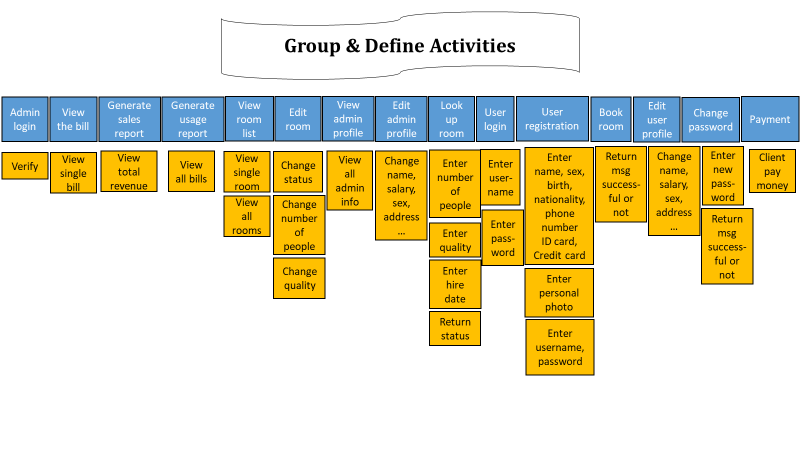 Group & Define Activities
Admin
login
View
the bill
Generate
sales
report
Generate
usage
report
View
room
list
Edit
room
View
admin
profile
Edit
admin
profile
Look
up
room
User
login
User
registration
Book
room
Edit
user
profile
Change
password
Payment
Verify
View
single
bill
View
total
revenue
View
all bills
View
single
room
View
all
rooms
Change
status
Change
number
of
people
Change
quality
View
all
admin
info
Change
name,
salary,
sex,
address
...
Enter
number
of
people
Enter
quality
Enter
hire
date
Return
status
Enter
user-
name
Enter
pass-
word
Enter
name, sex,
birth,
nationality,
phone
number
ID card,
Credit card
Enter
personal
photo
Enter
username,
password
Return
msg
success-
ful or
not
Change
name,
salary,
sex,
address
...
Enter
new
pass-
word
Return
msg
success-
ful or
not
Client
pay
money